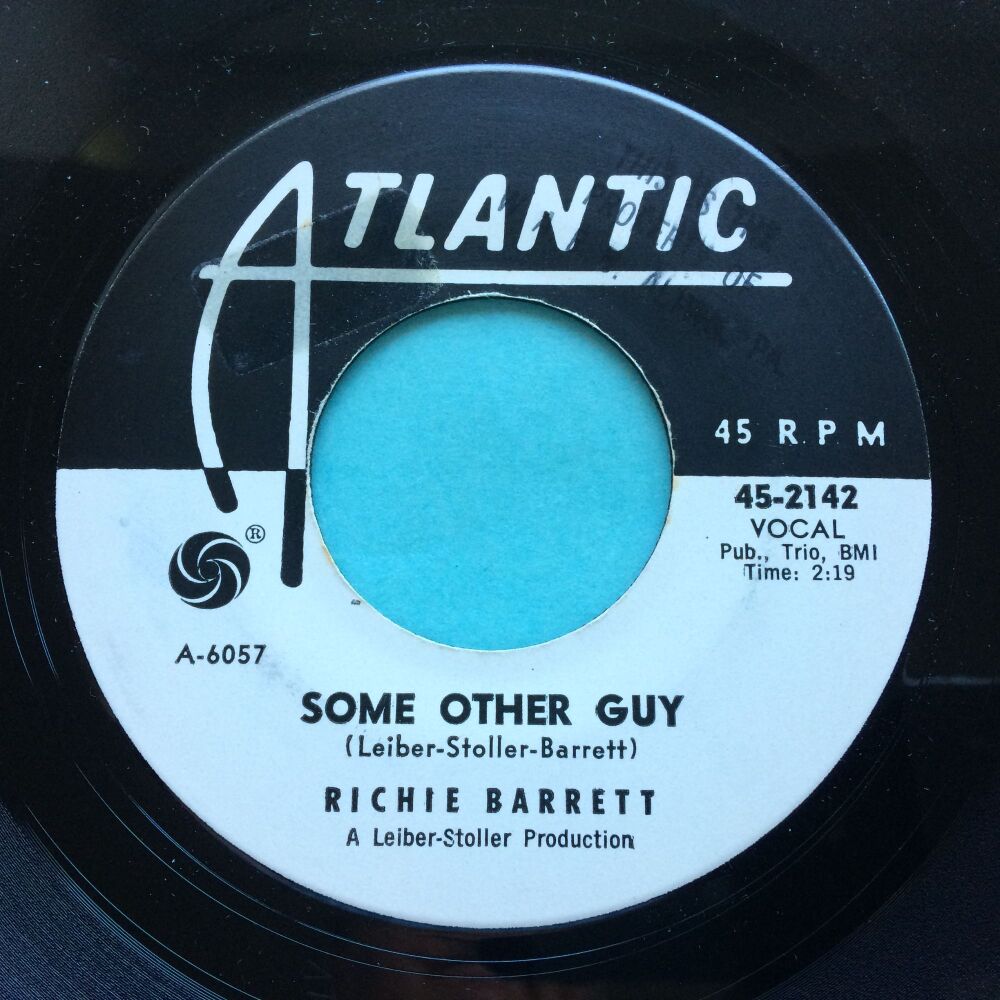 ATLANTIC
45 R.P M
45-2142
VOCAL
Pub., Trio, BMI
Time: 2:19
®
A-6057
SOME OTHER GUY
(Leiber-Stoller-Barrett)
RICHIE BARRETT
A Leiber-Stoller Production